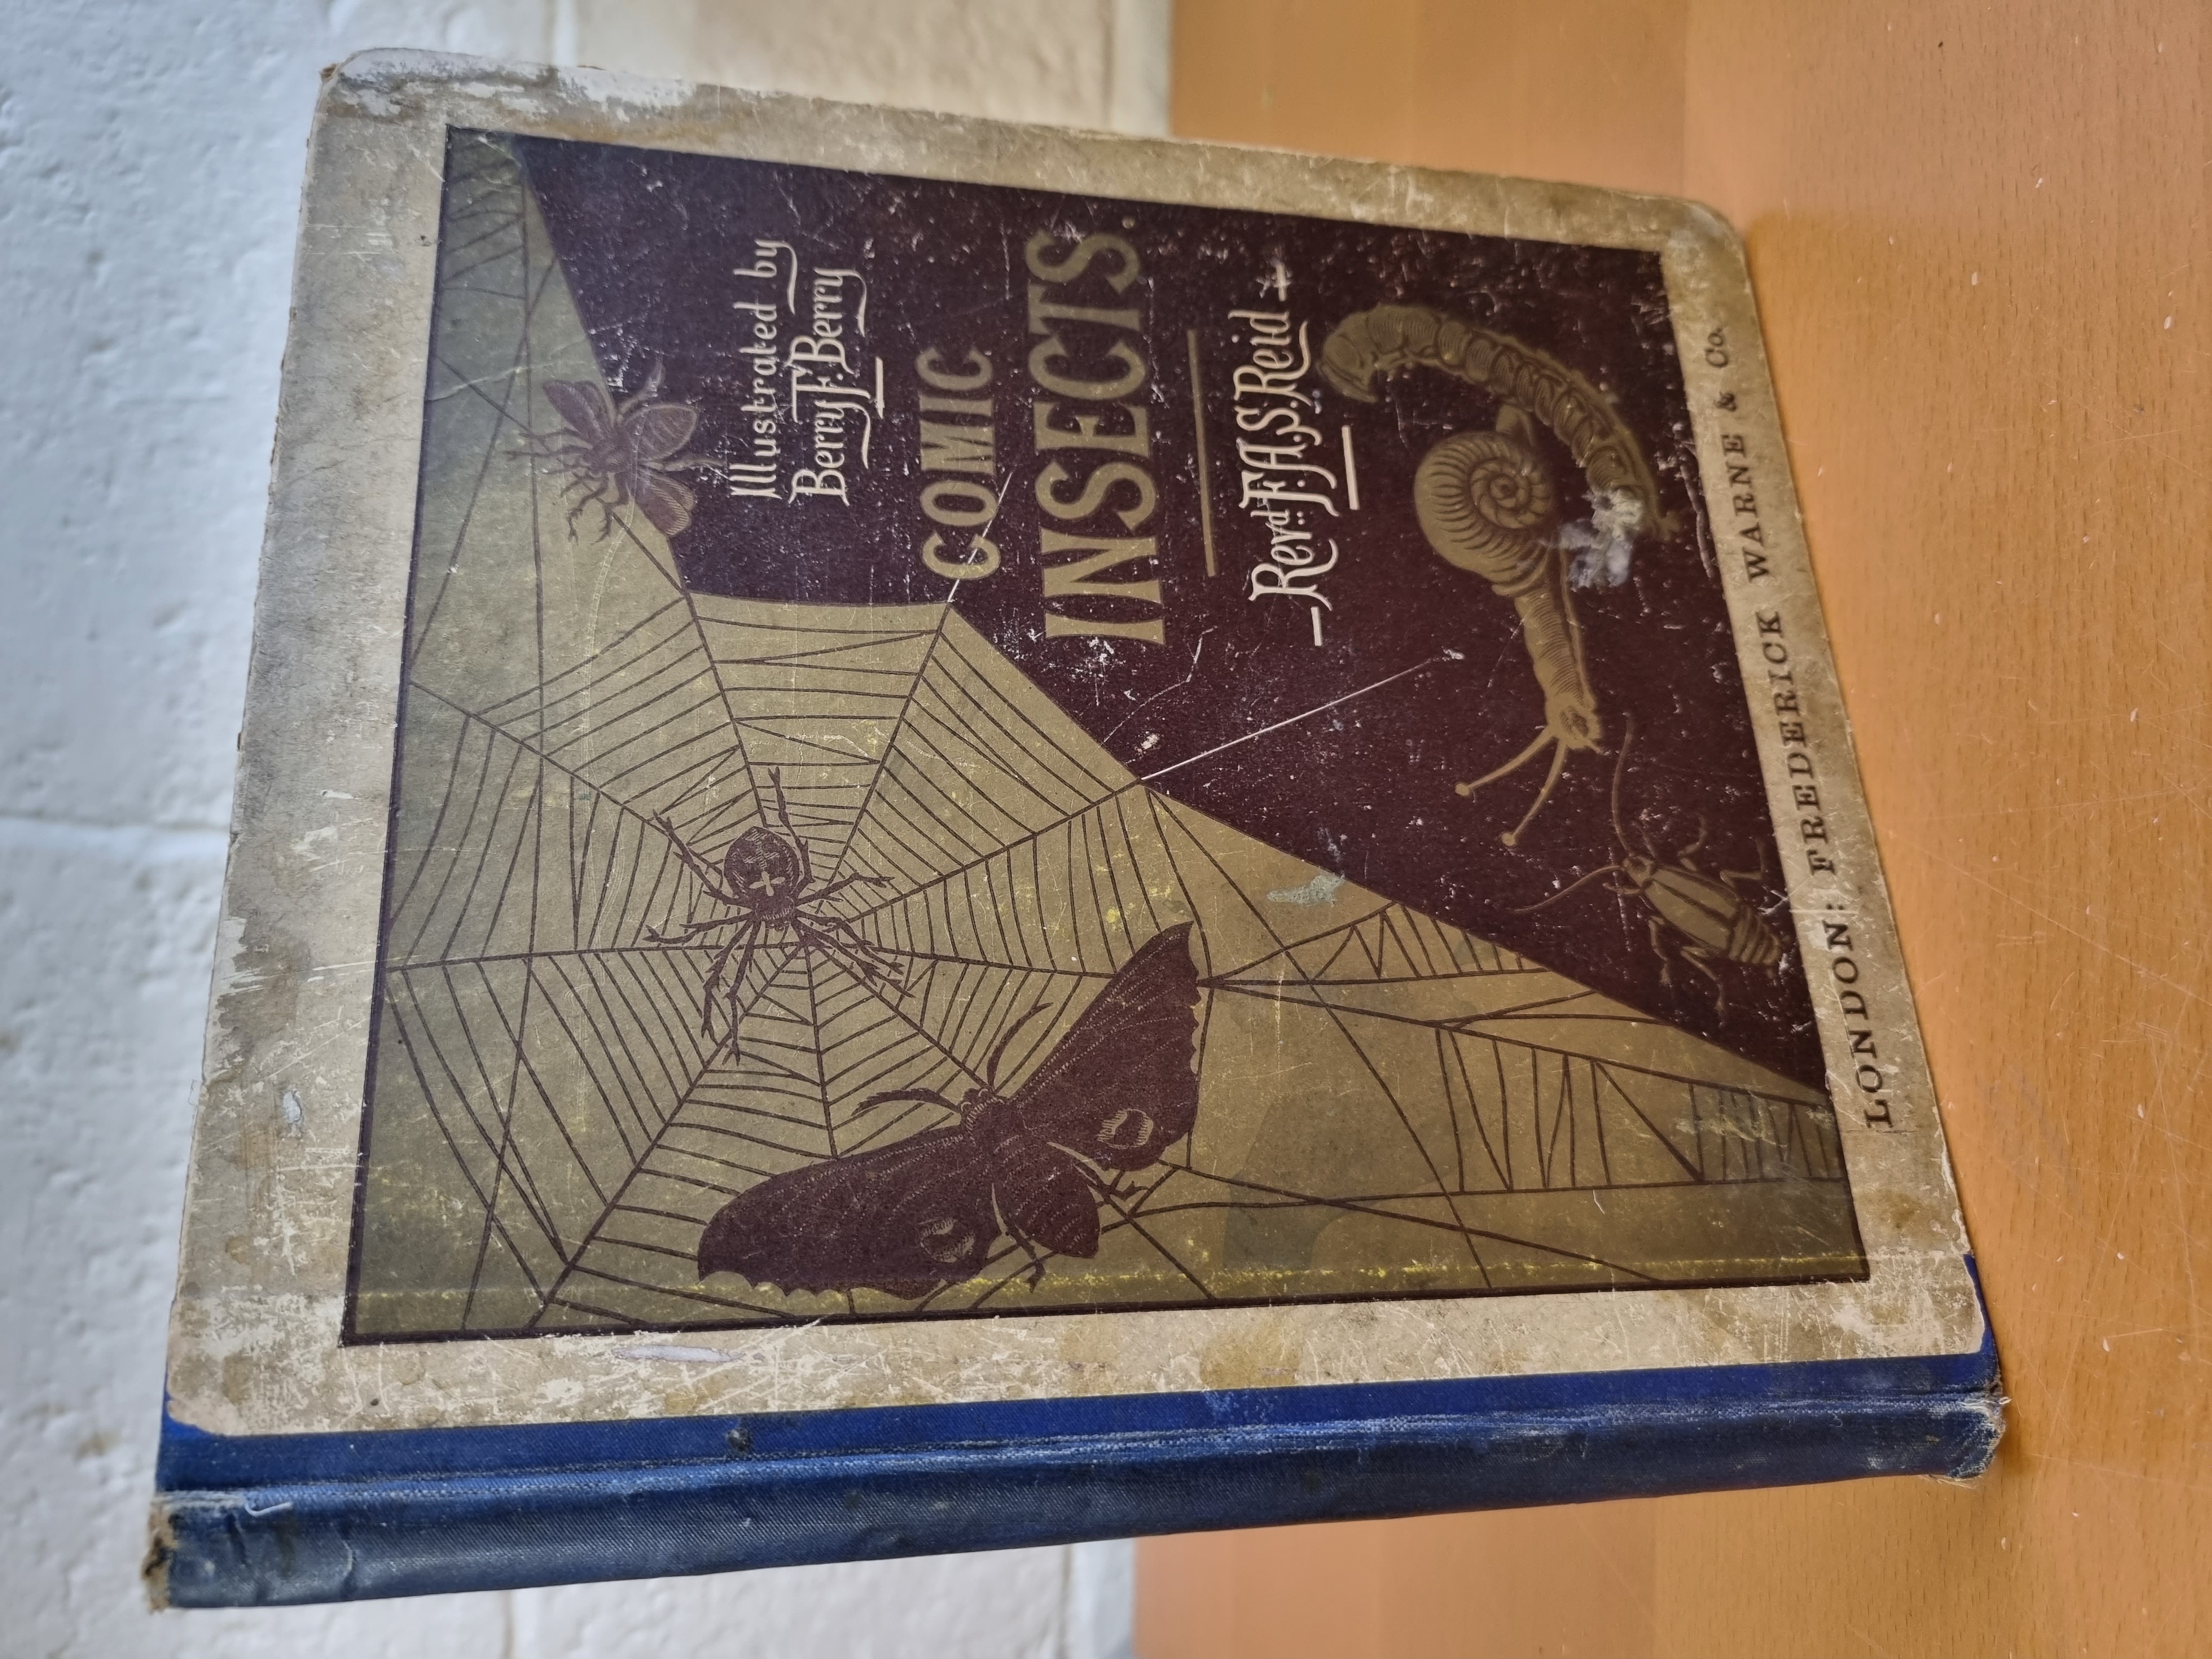 Illustrated by
Berry F. Berry
COMIC
INSECTS.
Revd. F.A.S. Reid
LONDON: FREDERICK WARNE & Co.